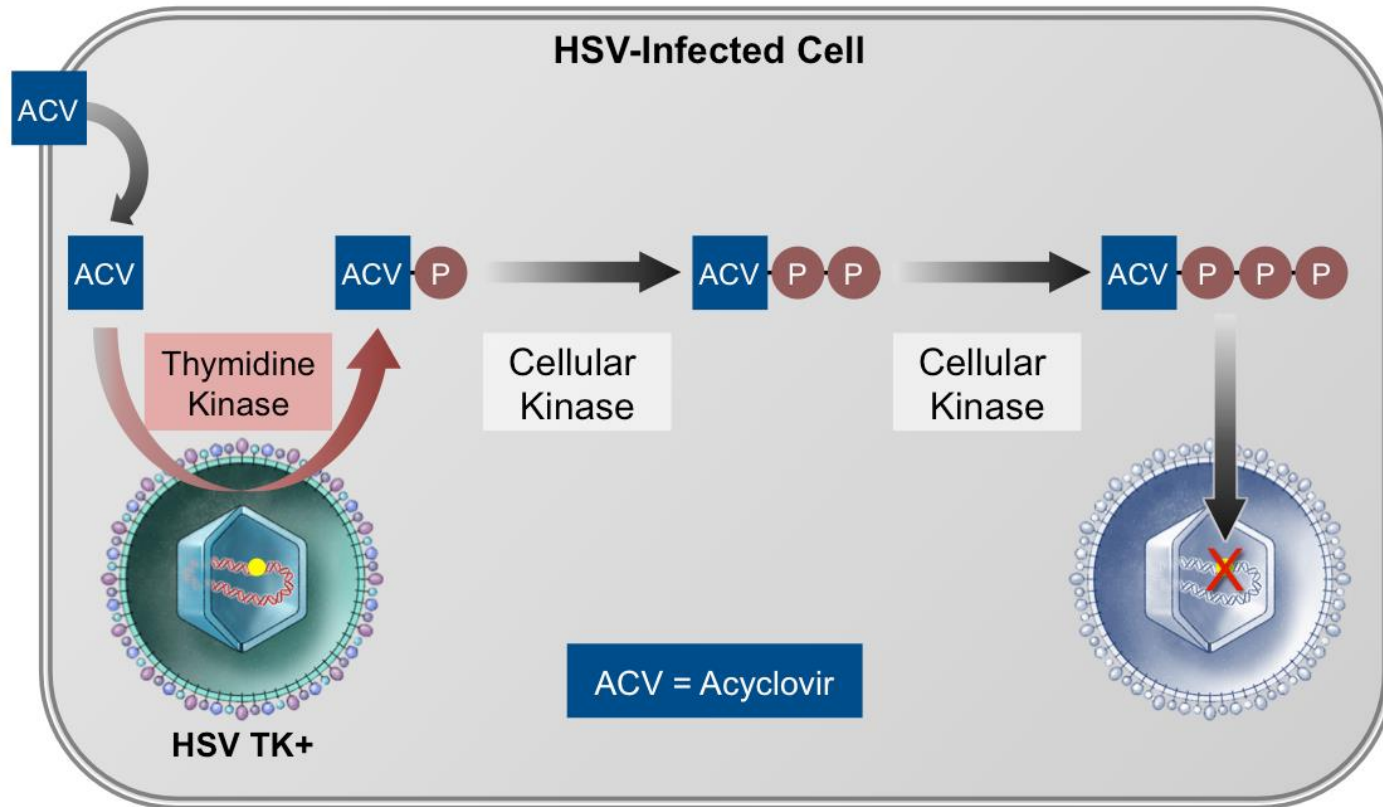 HSV-Infected Cell
ACV
ACV
ACV P
ACV P P
ACV P P P
Thymidine
Kinase
Cellular
Kinase
Cellular
Kinase
X
ACV = Acyclovir
HSV TK+